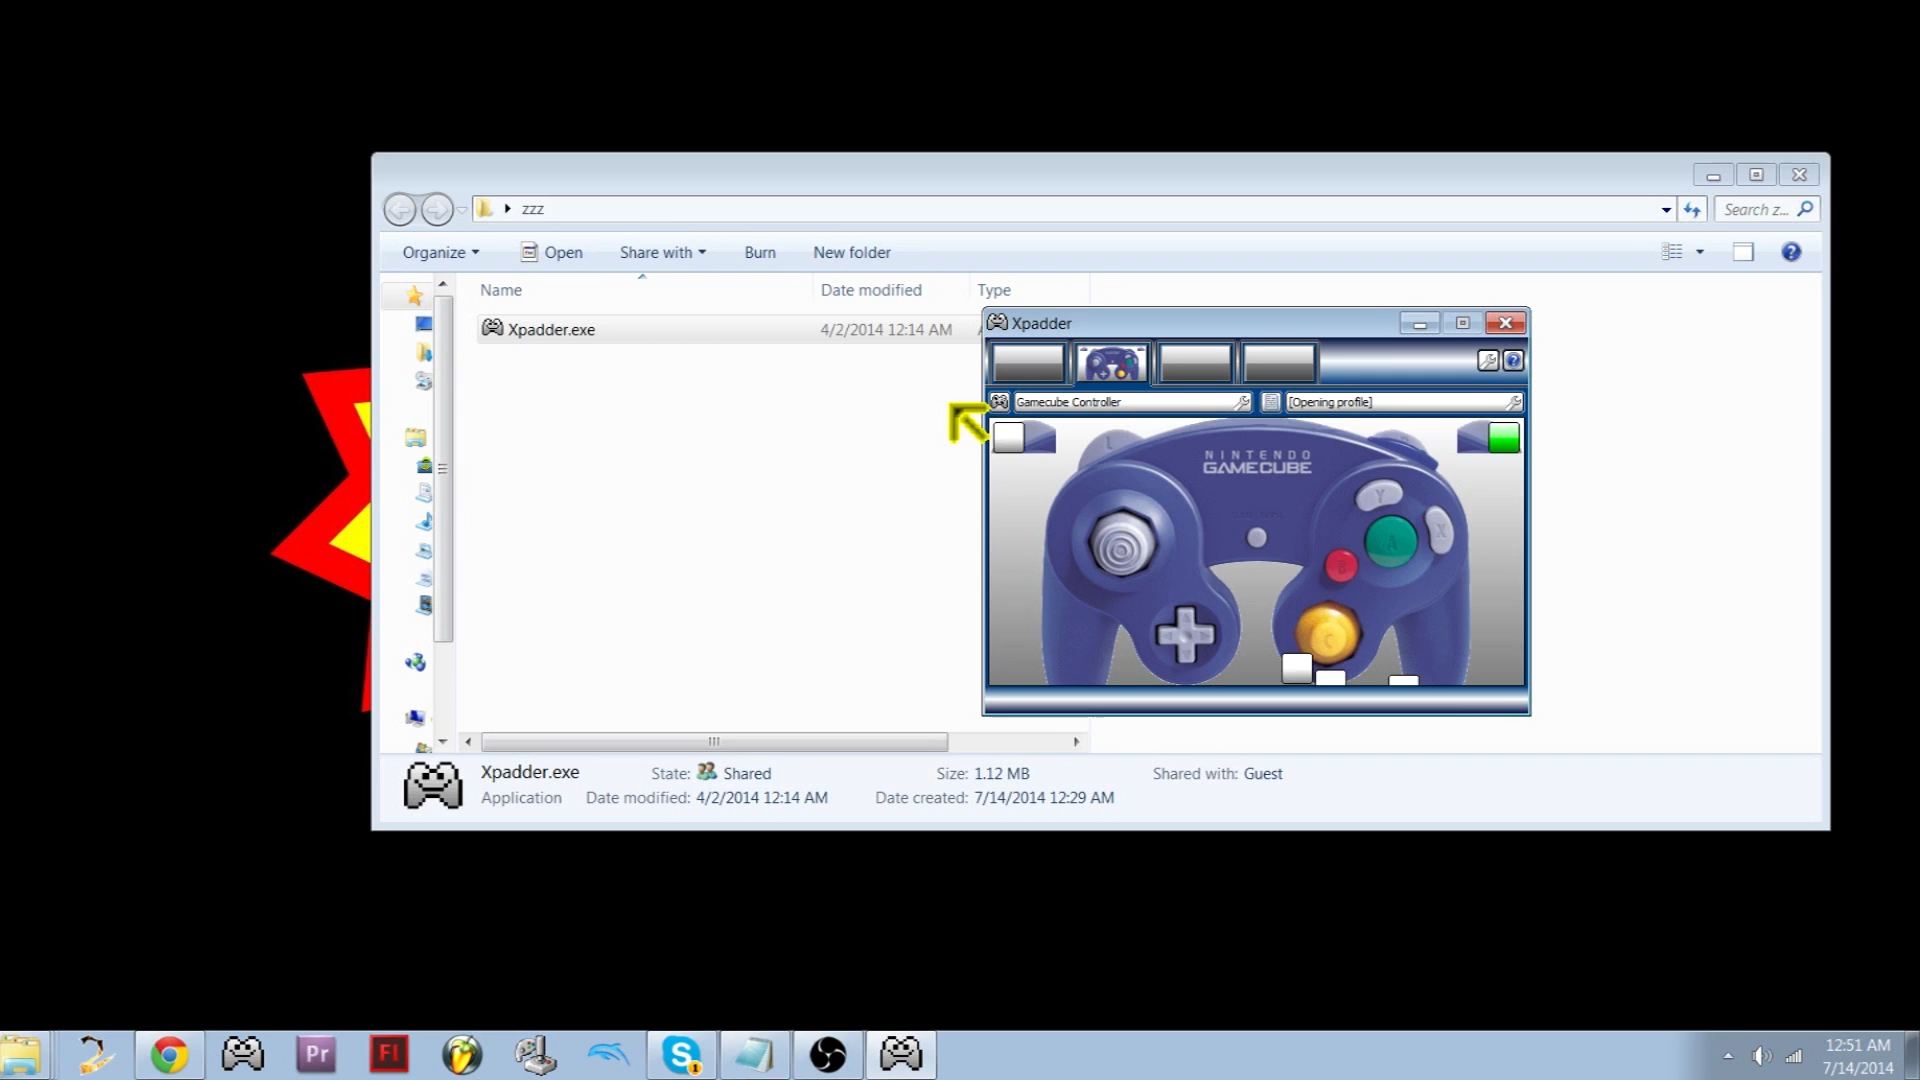 zzz
Search z...
Organize
Open
Share with
Burn
New folder
Name
Date modified
Type
Xpadder.exe
4/2/2014 12:14 AM
Xpadder
Gamecube Controller
[Opening profile]
L
NINTENDO
GAMECUBE
Y
X
A
B
C
Xpadder.exe
State: Shared
Size: 1.12 MB
Shared with: Guest
Application
Date modified: 4/2/2014 12:14 AM
Date created: 7/14/2014 12:29 AM
Pr
Fl
S
1
12:51 AM
7/14/2014